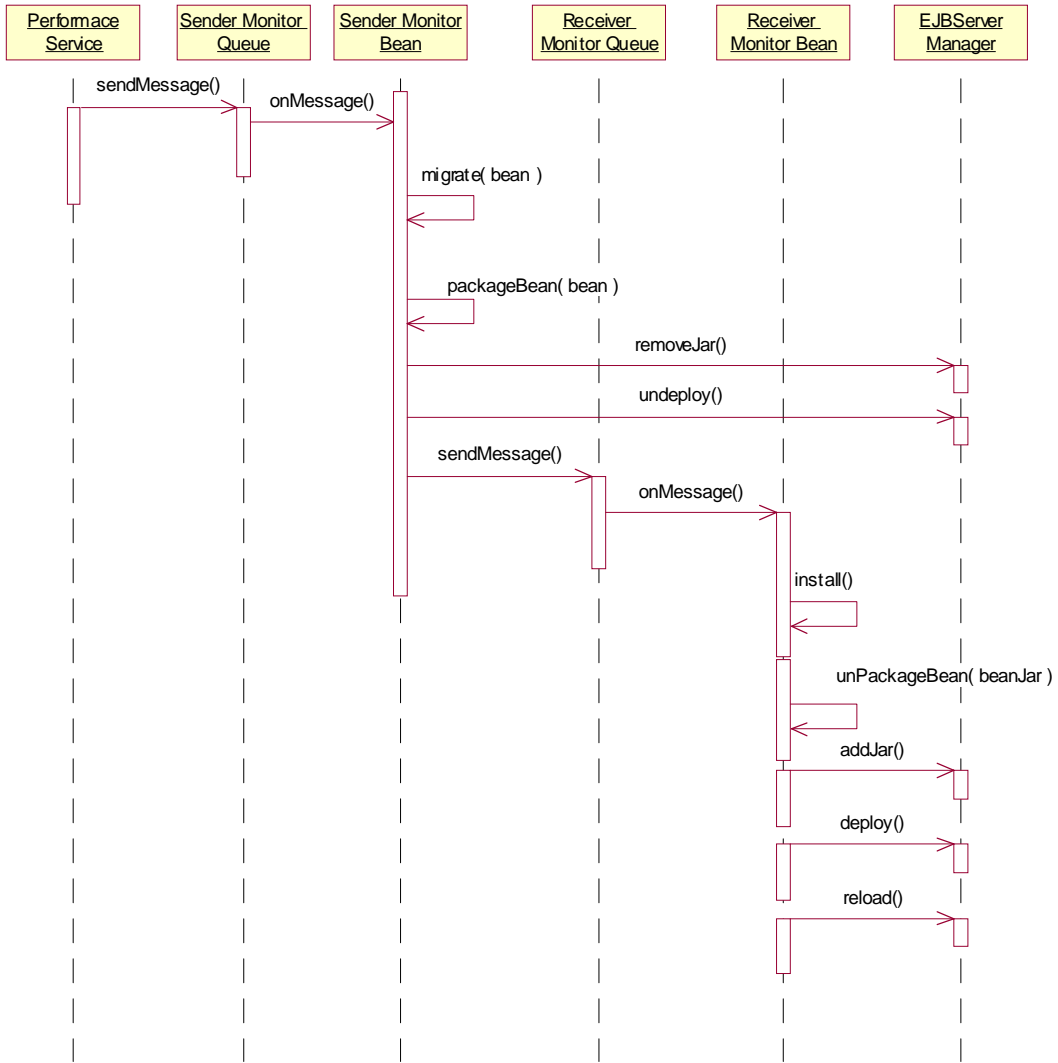 Performace
Service
Sender Monitor
Queue
Sender Monitor
Bean
Receiver
Monitor Queue
Receiver
Monitor Bean
EJBServer
Manager
sendMessage()
onMessage()
migrate( bean )
packageBean( bean )
removeJar()
undeploy()
sendMessage()
onMessage()
install()
unPackageBean( beanJar )
addJar()
deploy()
reload()